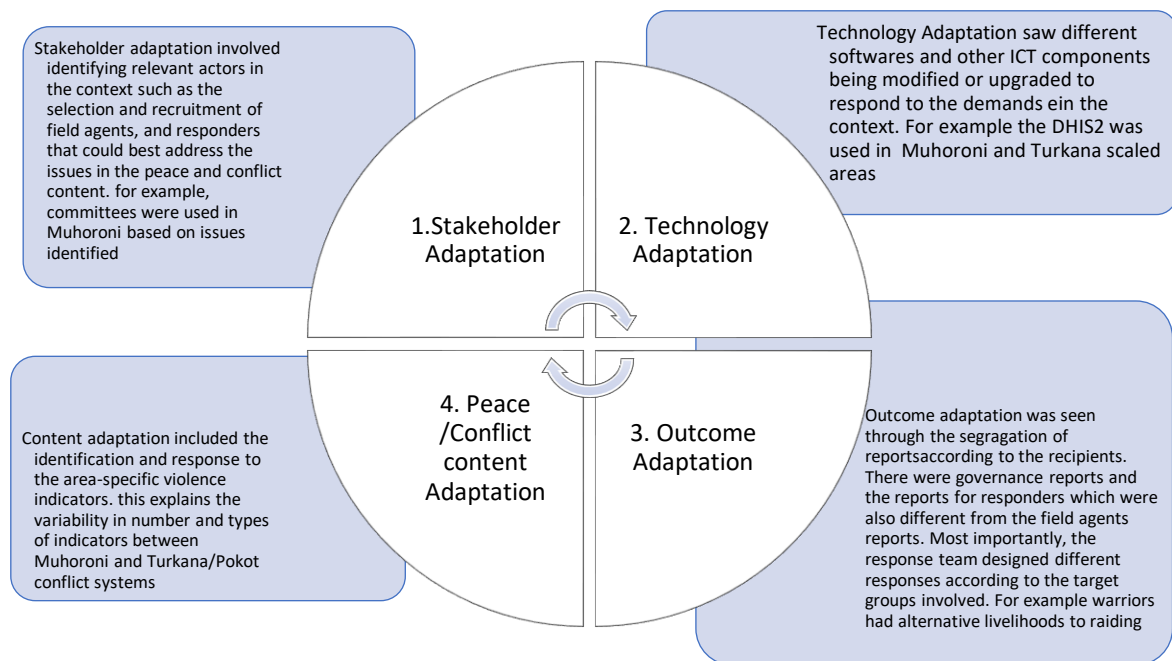 Stakeholder adaptation involved
identifying relevant actors in
the context such as the
selection and recruitment of
field agents, and responders
that could best address the
issues in the peace and conflict
content. for example,
committees were used in
Muhoroni based on issues
identified
Technology Adaptation saw different
softwares and other ICT components
being modified or upgraded to
respond to the demands ein the
context. For example the DHIS2 was
used in Muhoroni and Turkana scaled
areas
1.Stakeholder
Adaptation
2. Technology
Adaptation
4. Peace
/Conflict
content
Adaptation
3. Outcome
Adaptation
Content adaptation included the
identification and response to
the area-specific violence
indicators. this explains the
variability in number and types
of indicators between
Muhoroni and Turkana/Pokot
conflict systems
Outcome adaptation was seen
through the segragation of
reportsaccording to the recipients.
There were governance reports and
the reports for responders which were
also different from the field agents
reports. Most importantly, the
response team designed different
responses according to the target
groups involved. For example warriors
had alternative livelihoods to raiding